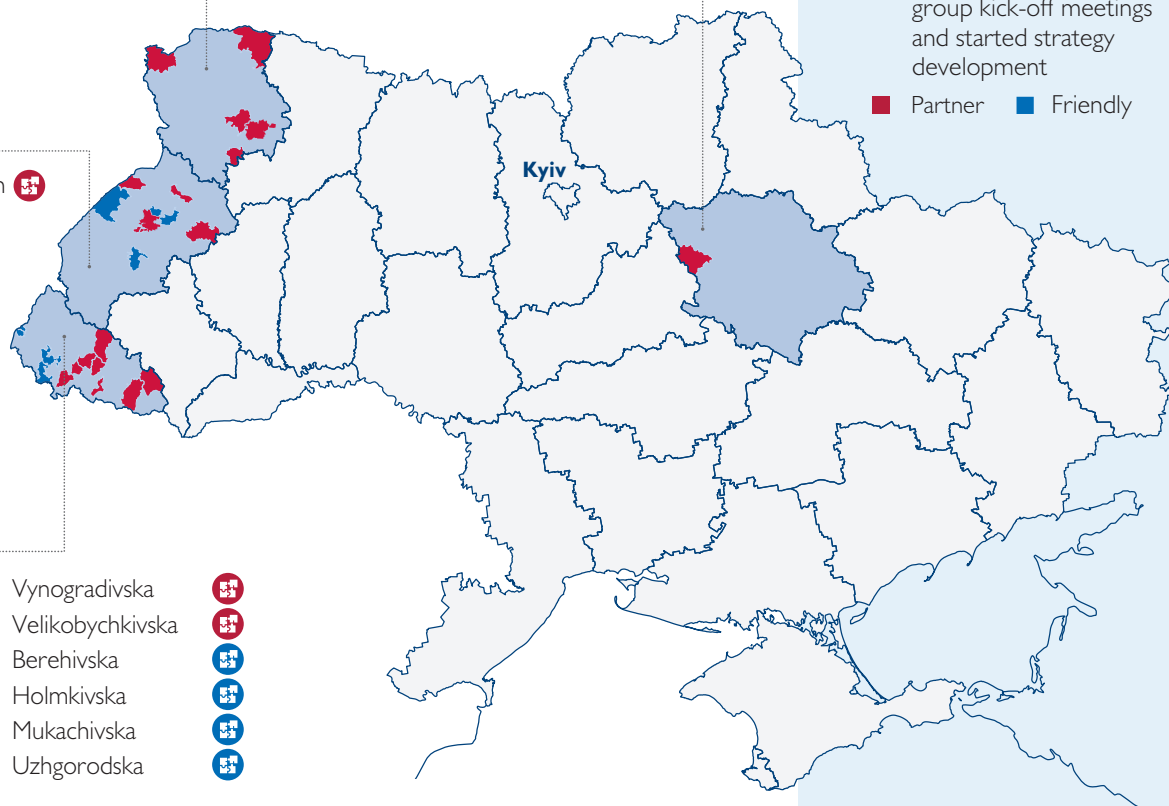 group kick-off meetings
and started strategy
development
Partner Friendly
Kyiv
Vynogradivska
Velikobychkivska
Berehivska
Holmkivska
Mukachivska
Uzhgorodska